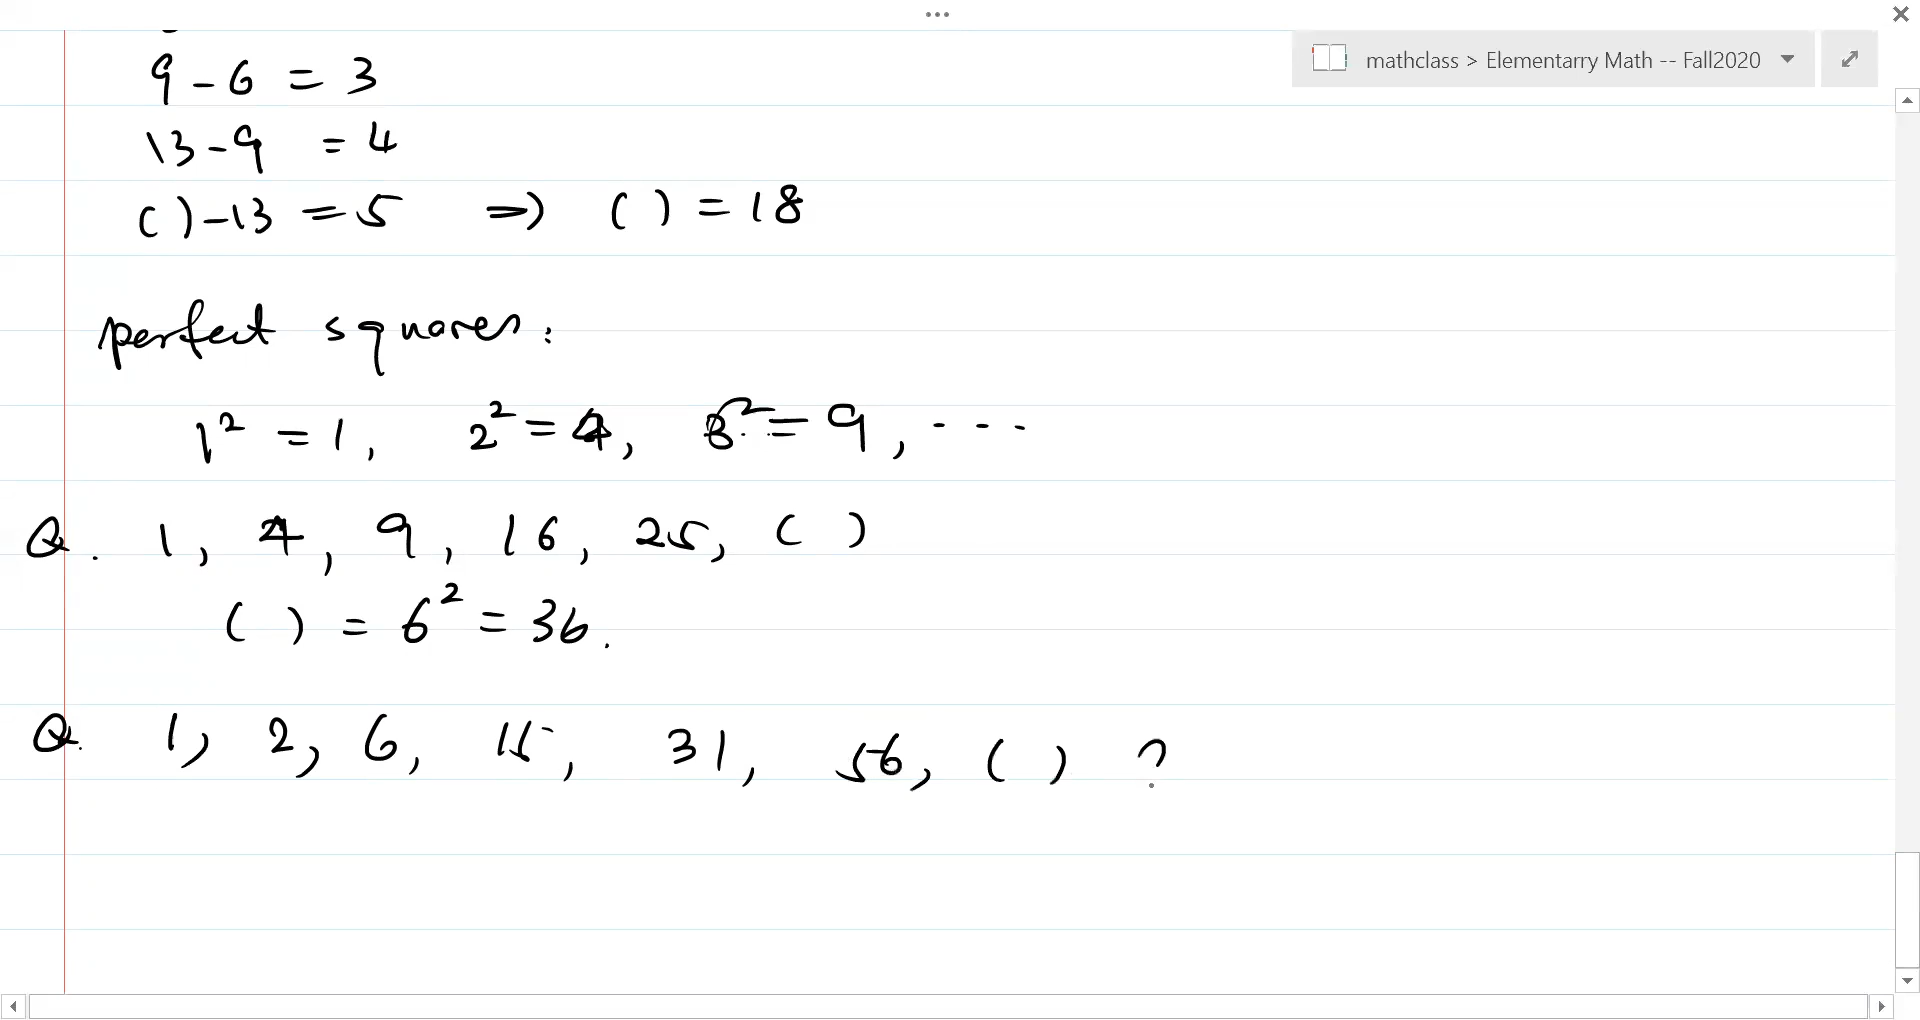 mathclass > Elementarry Math -- Fall2020
9 - 6 = 3
13 - 9 = 4
( ) - 13 = 5 ⇒ ( ) = 18
perfect squares:
1² = 1, 2² = 4, 3² = 9, ...
Q. 1, 4, 9, 16, 25, ( )
( ) = 6² = 36.
Q. 1, 2, 6, 15, 31, 56, ( ) ?